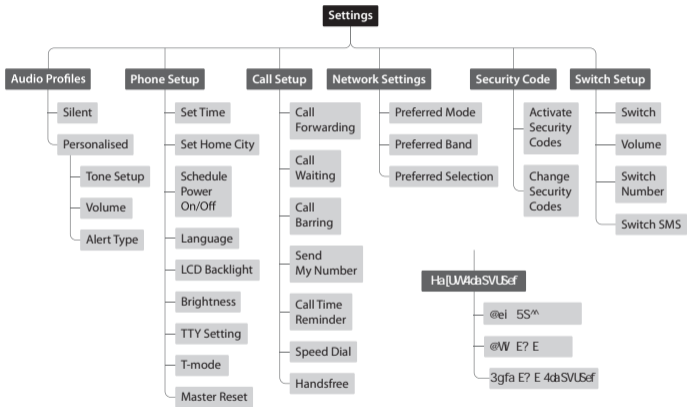 Settings
Audio Profiles
Silent
Personalised
Tone Setup
Volume
Alert Type
Phone Setup
Set Time
Set Home City
Schedule
Power
On/Off
Language
LCD Backlight
Brightness
TTY Setting
T-mode
Master Reset
Call Setup
Call
Forwarding
Call
Waiting
Call
Barring
Send
My Number
Call Time
Reminder
Speed Dial
Handsfree
Network Settings
Preferred Mode
Preferred Band
Preferred Selection
Security Code
Activate
Security
Codes
Change
Security
Codes
Switch Setup
Switch
Volume
Switch
Number
Switch SMS